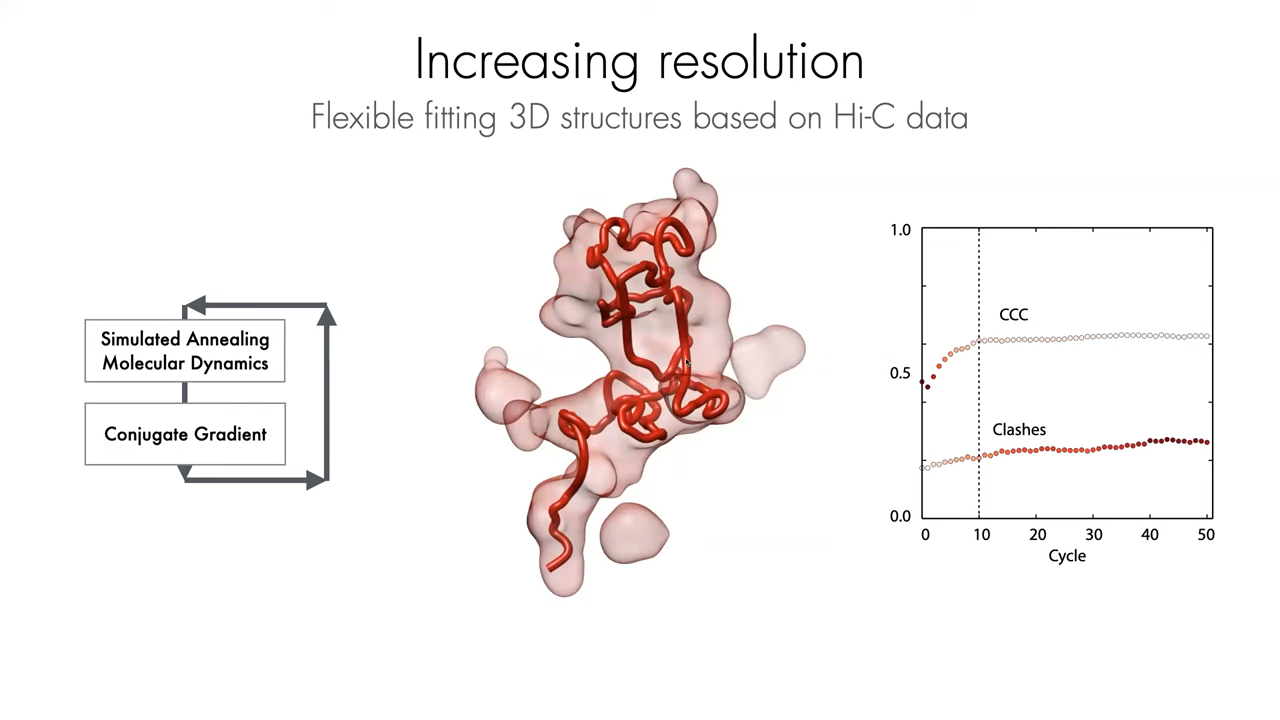 Increasing resolution
Flexible fitting 3D structures based on Hi-C data
Simulated Annealing
Molecular Dynamics
Conjugate Gradient
1.0
0.5
0.0
CCC
Clashes
0 10 20 30 40 50
Cycle